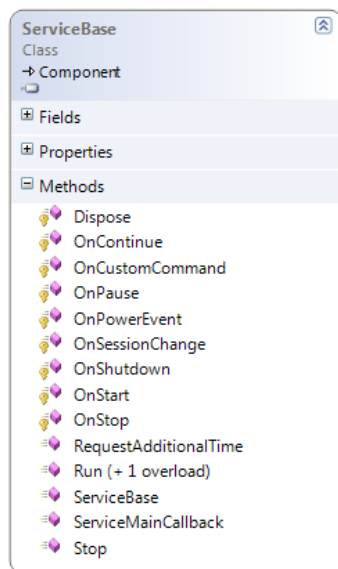 ServiceBase
Class
Component
Fields
Properties
Methods
Dispose
OnContinue
OnCustomCommand
OnPause
OnPowerEvent
OnSessionChange
OnShutdown
OnStart
OnStop
RequestAdditionalTime
Run (+ 1 overload)
ServiceBase
ServiceMainCallback
Stop